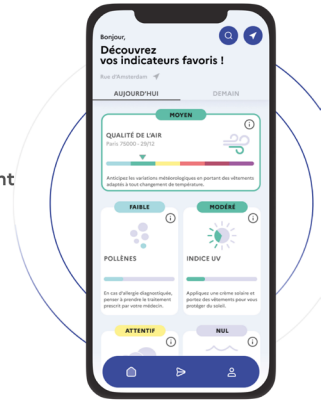 nt
Bonjour,
Découvrez
vos indicateurs favoris !
Rue d'Amsterdam
AUJOURD'HUI
DEMAIN
MOYEN
QUALITÉ DE L'AIR
Paris 75000 - 29/12
Anticipez les variations météorologiques en portant des vêtements
adaptés à tout changement de température.
FAIBLE
POLLÈNES
En cas d'allergie diagnostiquée,
penser à prendre le traitement
prescrit par votre médecin.
MODÉRÉ
INDICE UV
Appliquez une crème solaire et
portez des vêtements pour vous
protéger du soleil.
ATTENTIF
NUL